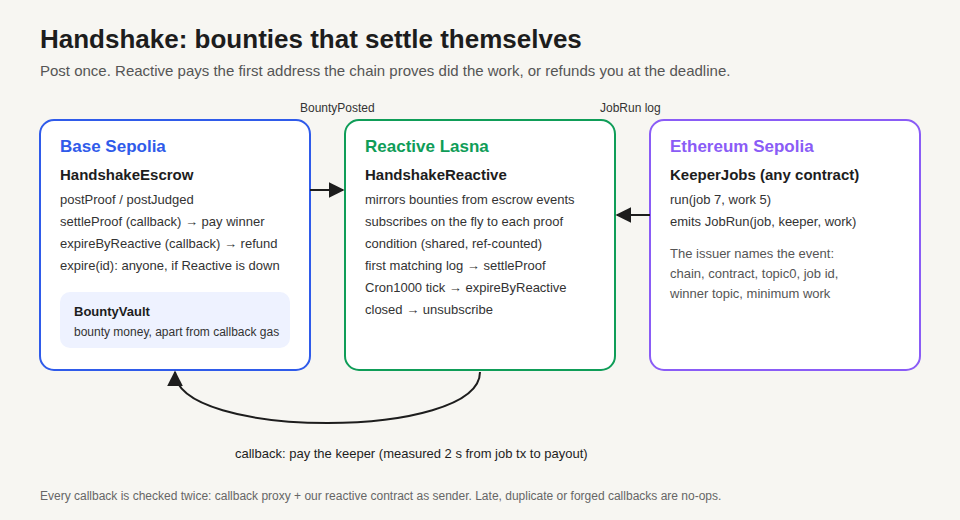 Handshake: bounties that settle themselves
Post once. Reactive pays the first address the chain proves did the work, or refunds you at the deadline.
BountyPosted
JobRun log
Base Sepolia
HandshakeEscrow
postProof / postJudged
settleProof (callback) → pay winner
expireByReactive (callback) → refund
expire(id): anyone, if Reactive is down
BountyVault
bounty money, apart from callback gas
Reactive Lasna
HandshakeReactive
mirrors bounties from escrow events
subscribes on the fly to each proof
condition (shared, ref-counted)
first matching log → settleProof
Cron1000 tick → expireByReactive
closed → unsubscribe
Ethereum Sepolia
KeeperJobs (any contract)
run(job 7, work 5)
emits JobRun(job, keeper, work)
The issuer names the event:
chain, contract, topic0, job id,
winner topic, minimum work
callback: pay the keeper (measured 2 s from job tx to payout)
Every callback is checked twice: callback proxy + our reactive contract as sender. Late, duplicate or forged callbacks are no-ops.